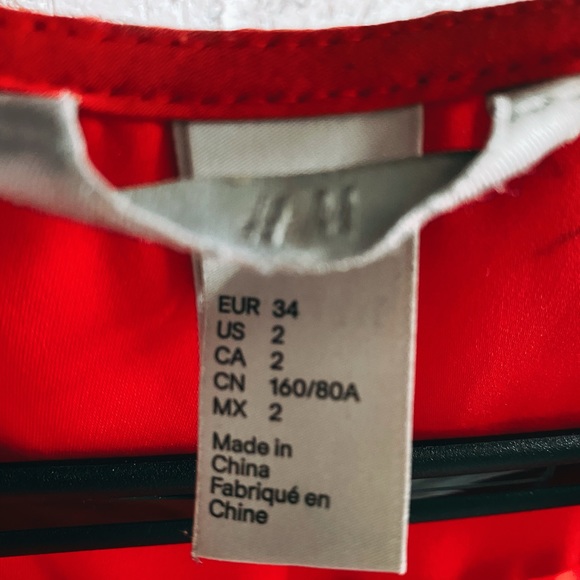 H&M
EUR 34
US 2
CA 2
CN 160/80A
MX 2
Made in
China
Fabriqué en
Chine